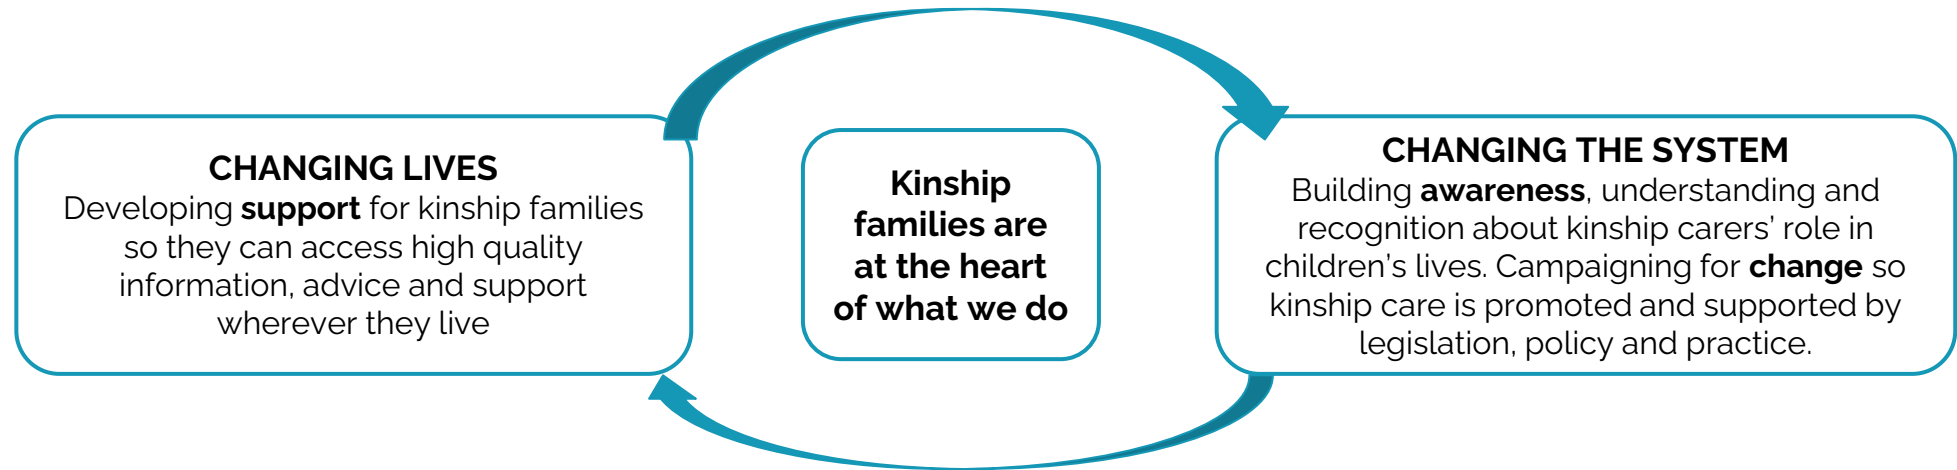 CHANGING LIVES
Developing support for kinship families
so they can access high quality
information, advice and support
wherever they live
Kinship
families are
at the heart
of what we do
CHANGING THE SYSTEM
Building awareness, understanding and
recognition about kinship carers’ role in
children’s lives. Campaigning for change so
kinship care is promoted and supported by
legislation, policy and practice.